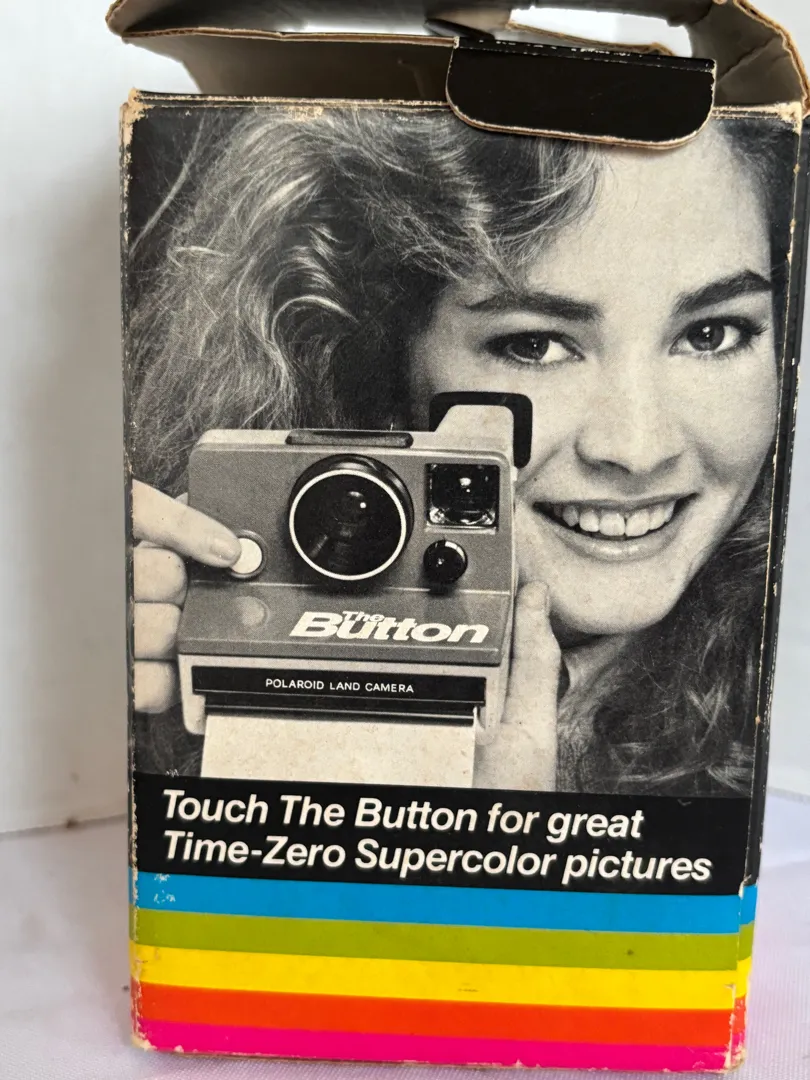 The
Button
POLAROID LAND CAMERA
Touch The Button for great
Time-Zero Supercolor pictures